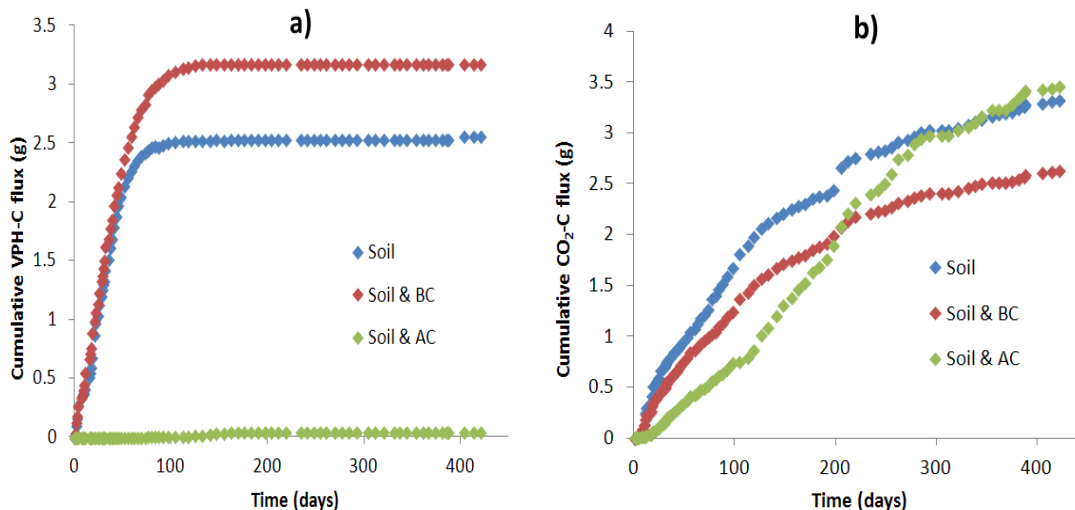 a)
Cumulative VPH-C flux (g)
3.5
3
2.5
2
1.5
1
0.5
0
0 100 200 300 400
Time (days)
Soil
Soil & BC
Soil & AC
b)
Cumulative CO₂-C flux (g)
4
3.5
3
2.5
2
1.5
1
0.5
0
0 100 200 300 400
Time (days)
Soil
Soil & BC
Soil & AC